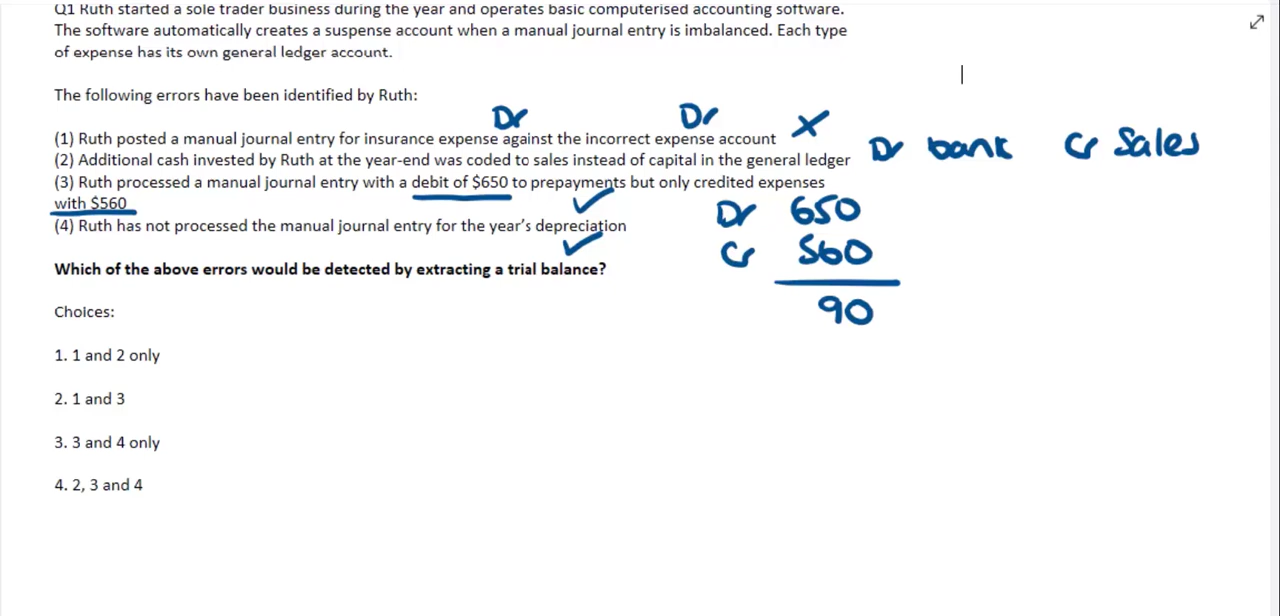 Q1 Ruth started a sole trader business during the year and operates basic computerised accounting software.
The software automatically creates a suspense account when a manual journal entry is imbalanced. Each type
of expense has its own general ledger account.
The following errors have been identified by Ruth:
Dr Dr
(1) Ruth posted a manual journal entry for insurance expense against the incorrect expense account
(2) Additional cash invested by Ruth at the year-end was coded to sales instead of capital in the general ledger
Dr bank Cr Sales
(3) Ruth processed a manual journal entry with a debit of $650 to prepayments but only credited expenses
with $560
Dr 650
(4) Ruth has not processed the manual journal entry for the year's depreciation
Cr 560
Which of the above errors would be detected by extracting a trial balance?
90
Choices:
1. 1 and 2 only
2. 1 and 3
3. 3 and 4 only
4. 2, 3 and 4